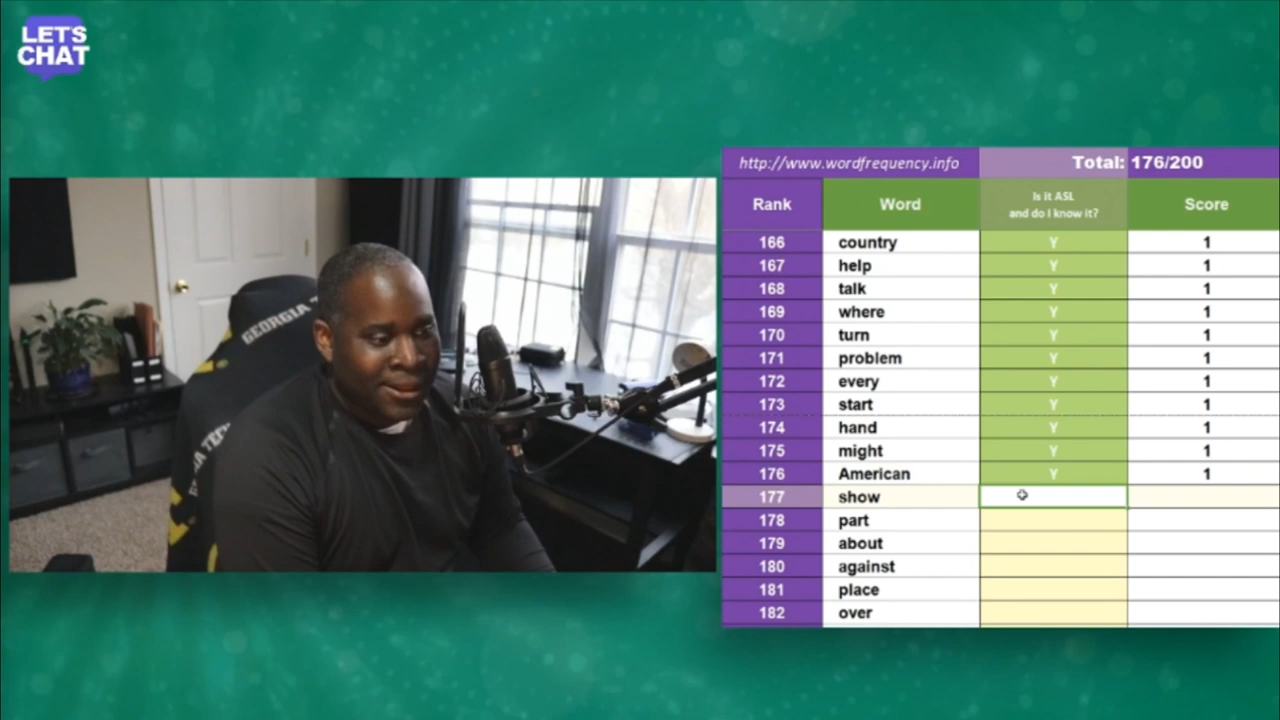 LET'S
CHAT
http://www.wordfrequency.info Total: 176/200
Rank Word Is it ASL and do I know it? Score
166 country Y 1
167 help Y 1
168 talk Y 1
169 where Y 1
170 turn Y 1
171 problem Y 1
172 every Y 1
173 start Y 1
174 hand Y 1
175 might Y 1
176 American Y 1
177 show
178 part
179 about
180 against
181 place
182 over
GEORGIA T
IA TECH